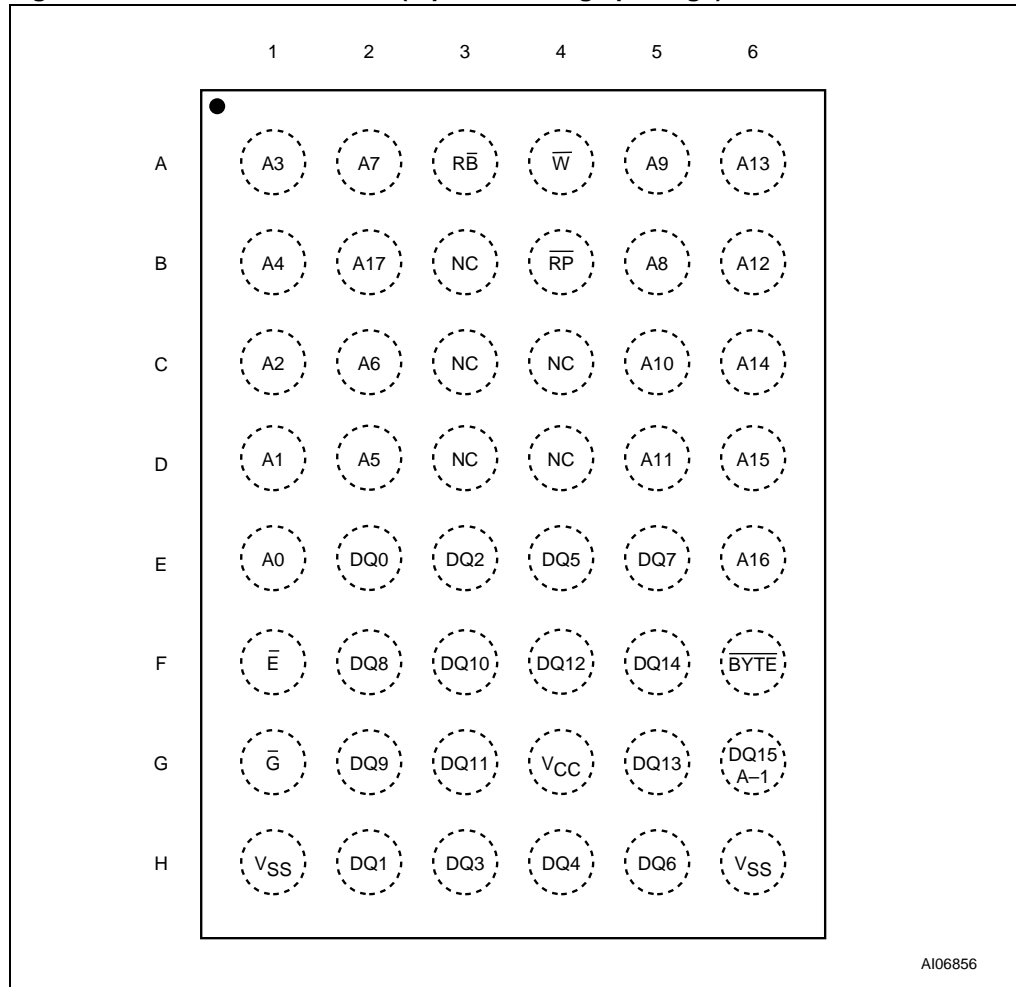 1 2 3 4 5 6
A A3 A7 RB̅ W̅ A9 A13
B A4 A17 NC R̅P̅ A8 A12
C A2 A6 NC NC A10 A14
D A1 A5 NC NC A11 A15
E A0 DQ0 DQ2 DQ5 DQ7 A16
F E̅ DQ8 DQ10 DQ12 DQ14 B̅Y̅T̅E̅
G G̅ DQ9 DQ11 VCC DQ13 DQ15 A–1
H VSS DQ1 DQ3 DQ4 DQ6 VSS
AI06856